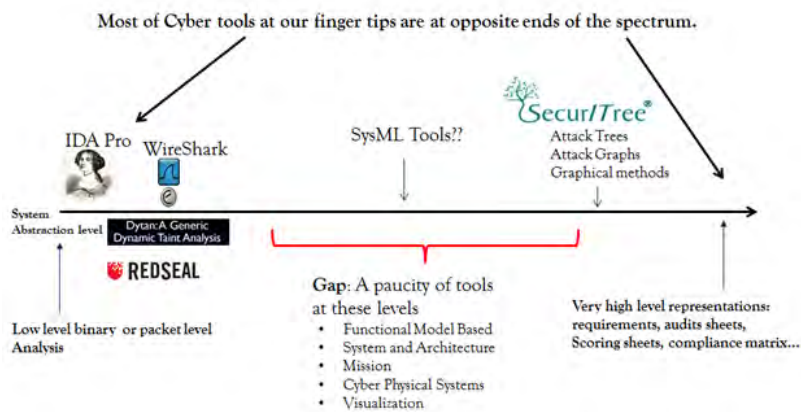 Most of Cyber tools at our finger tips are at opposite ends of the spectrum.
IDA Pro
WireShark
SysML Tools??
SecurITree®
Attack Trees
Attack Graphs
Graphical methods
System
Abstraction level
Dytan: A Generic
Dynamic Taint Analysis
REDSEAL
Low level binary or packet level
Analysis
Gap: A paucity of tools
at these levels
• Functional Model Based
• System and Architecture
• Mission
• Cyber Physical Systems
• Visualization
Very high level representations:
requirements, audits sheets,
Scoring sheets, compliance matrix...